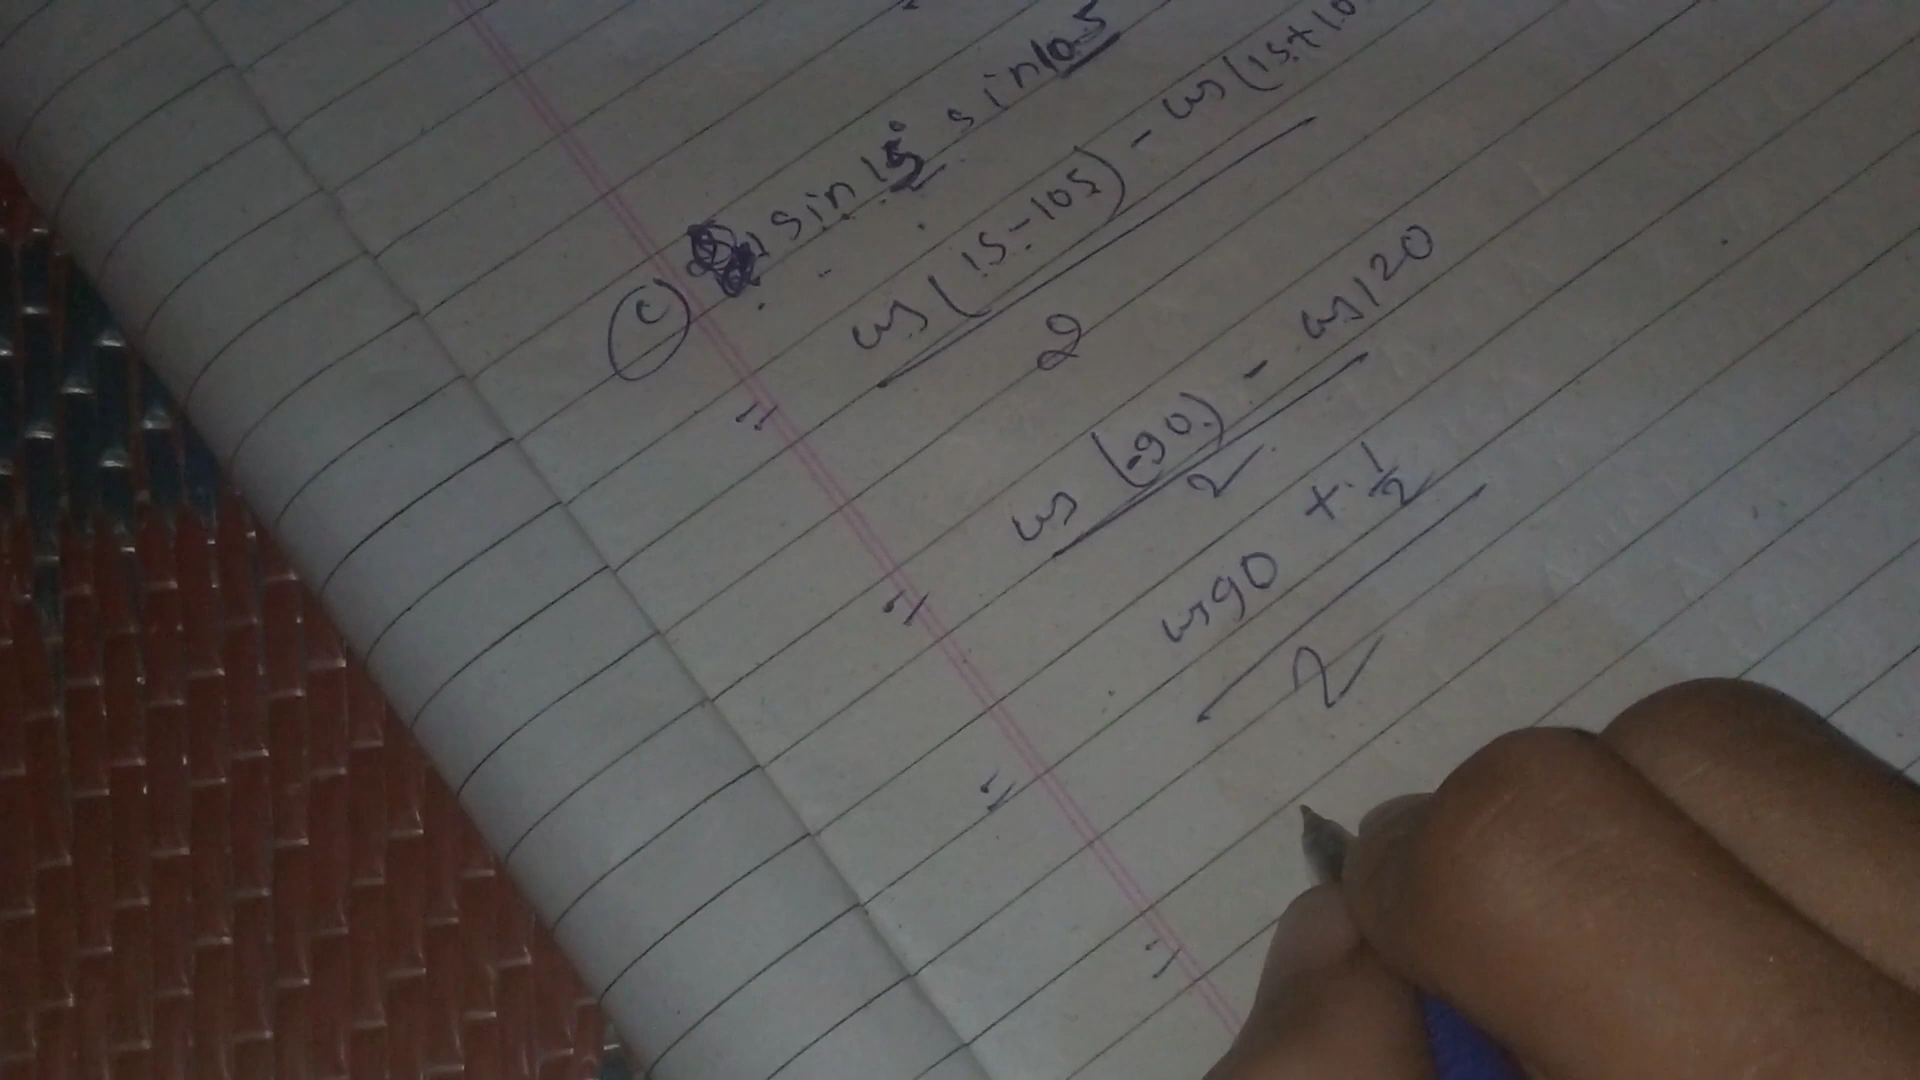 (c) sin15° sin105
= cos(15-105) - cos(15+10
2
= cos(-90) - cos120
2
= cos90 + 1/2
2
=